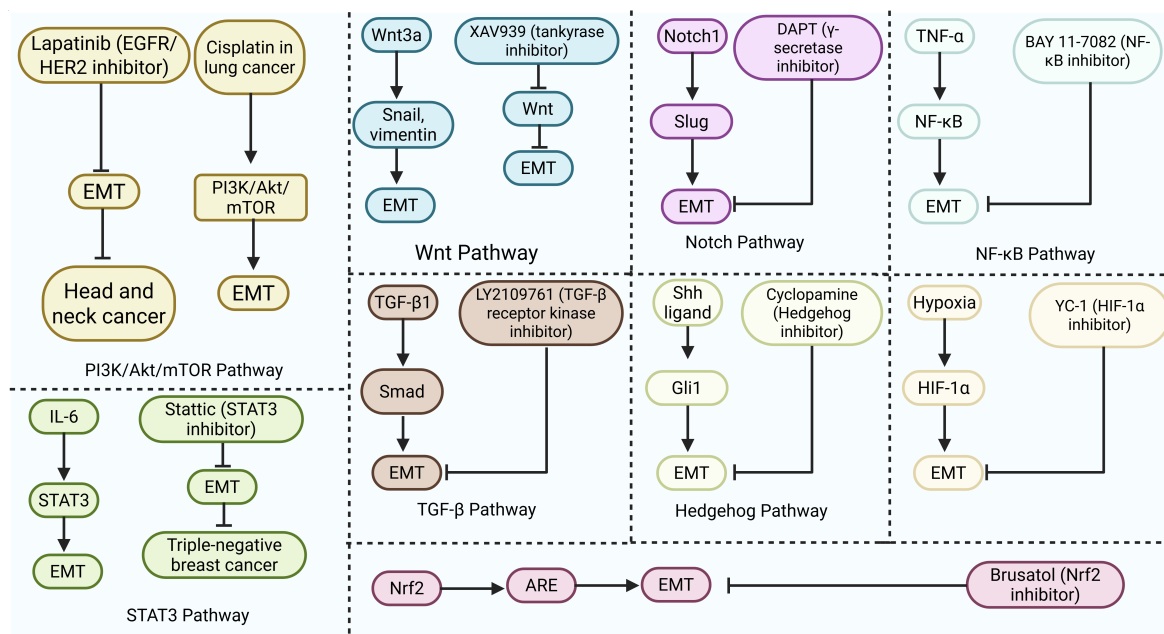 Lapatinib (EGFR/
HER2 inhibitor)
EMT
Head and
neck cancer
Cisplatin in
lung cancer
PI3K/Akt/
mTOR
EMT
PI3K/Akt/mTOR Pathway
Wnt3a
Snail,
vimentin
EMT
XAV939 (tankyrase
inhibitor)
Wnt
EMT
Wnt Pathway
Notch1
Slug
EMT
DAPT (γ-
secretase
inhibitor)
Notch Pathway
TNF-α
NF-κB
EMT
BAY 11-7082 (NF-
κB inhibitor)
NF-κB Pathway
IL-6
STAT3
EMT
Stattic (STAT3
inhibitor)
EMT
Triple-negative
breast cancer
STAT3 Pathway
TGF-β1
Smad
EMT
LY2109761 (TGF-β
receptor kinase
inhibitor)
TGF-β Pathway
Shh
ligand
Gli1
EMT
Cyclopamine
(Hedgehog
inhibitor)
Hedgehog Pathway
Hypoxia
HIF-1α
EMT
YC-1 (HIF-1α
inhibitor)
Nrf2
ARE
EMT
Brusatol (Nrf2
inhibitor)